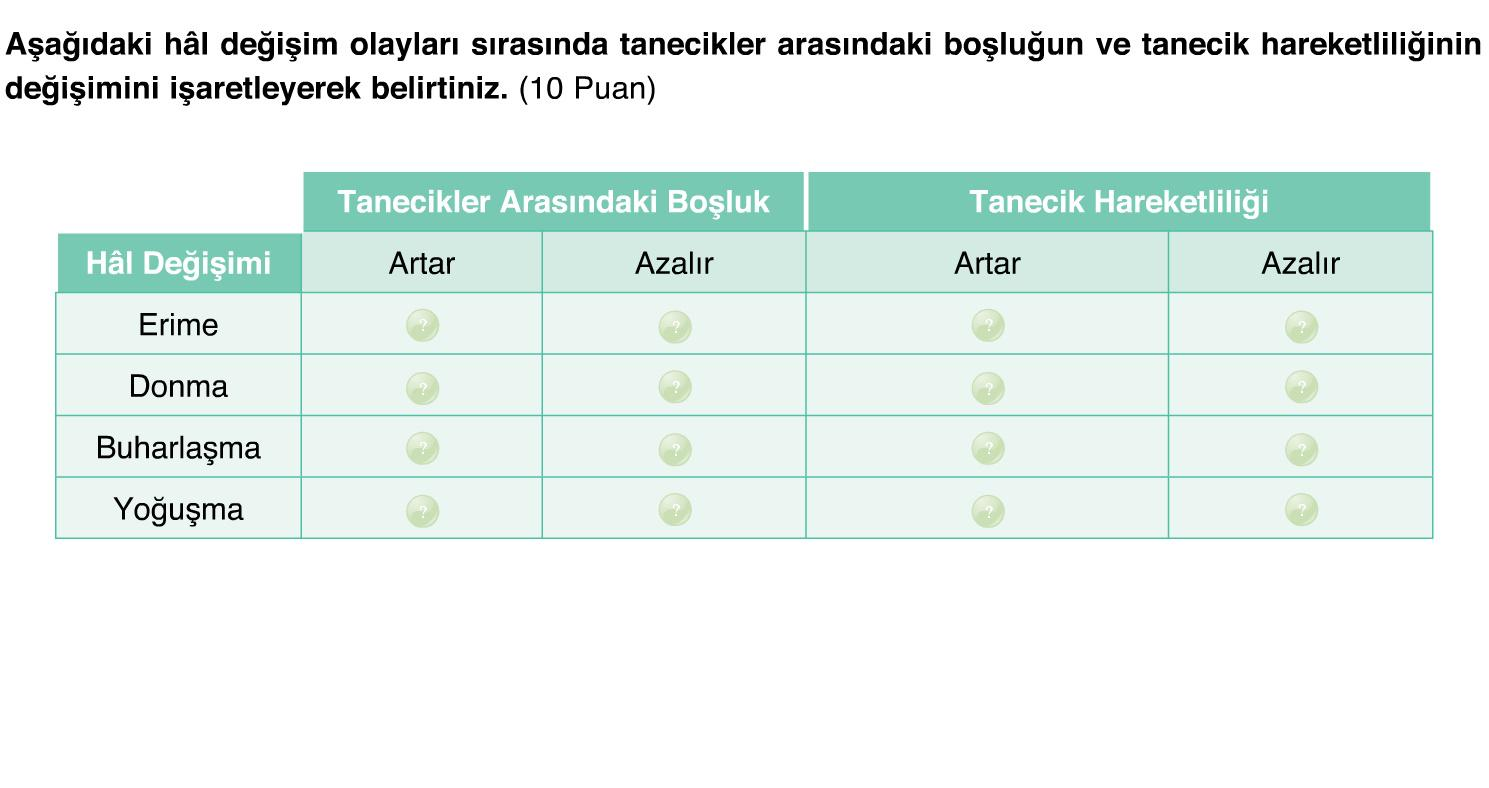 Aşağıdaki hâl değişim olayları sırasında tanecikler arasındaki boşluğun ve tanecik hareketliliğinin
değişimini işaretleyerek belirtiniz. (10 Puan)
Tanecikler Arasındaki Boşluk Tanecik Hareketliliği
Hâl Değişimi Artar Azalır Artar Azalır
Erime ? ? ? ?
Donma ? ? ? ?
Buharlaşma ? ? ? ?
Yoğuşma ? ? ? ?